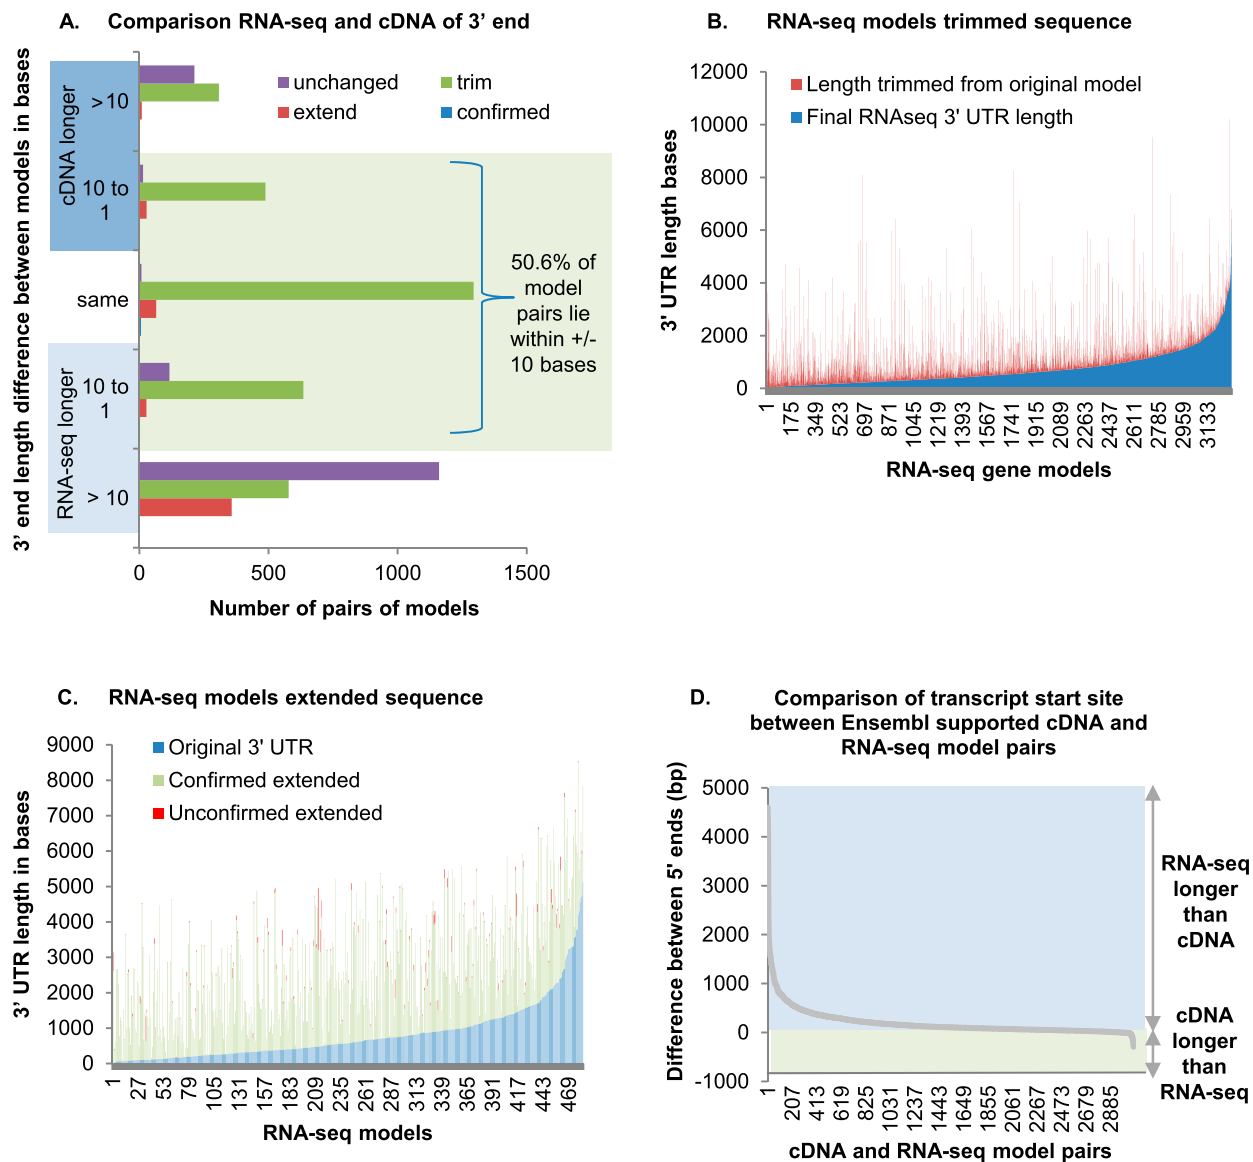 A. Comparison RNA-seq and cDNA of 3’ end
3’ end length difference between models in bases
cDNA longer
RNA-seq longer
> 10
10 to
1
same
10 to
1
> 10
unchanged
trim
extend
confirmed
50.6% of
model
pairs lie
within +/-
10 bases
0 500 1000 1500
Number of pairs of models
B. RNA-seq models trimmed sequence
3' UTR length bases
12000
10000
8000
6000
4000
2000
0
Length trimmed from original model
Final RNAseq 3' UTR length
1 175 349 523 697 871 1045 1219 1393 1567 1741 1915 2089 2263 2437 2611 2785 2959 3133
RNA-seq gene models
C. RNA-seq models extended sequence
3’ UTR length in bases
9000
8000
7000
6000
5000
4000
3000
2000
1000
0
Original 3' UTR
Confirmed extended
Unconfirmed extended
1 27 53 79 105 131 157 183 209 235 261 287 313 339 365 391 417 443 469
RNA-seq models
D. Comparison of transcript start site
between Ensembl supported cDNA and
RNA-seq model pairs
Difference between 5' ends (bp)
5000
4000
3000
2000
1000
0
-1000
RNA-seq
longer
than
cDNA
cDNA
longer
than
RNA-seq
1 207 413 619 825 1031 1237 1443 1649 1855 2061 2267 2473 2679 2885
cDNA and RNA-seq model pairs